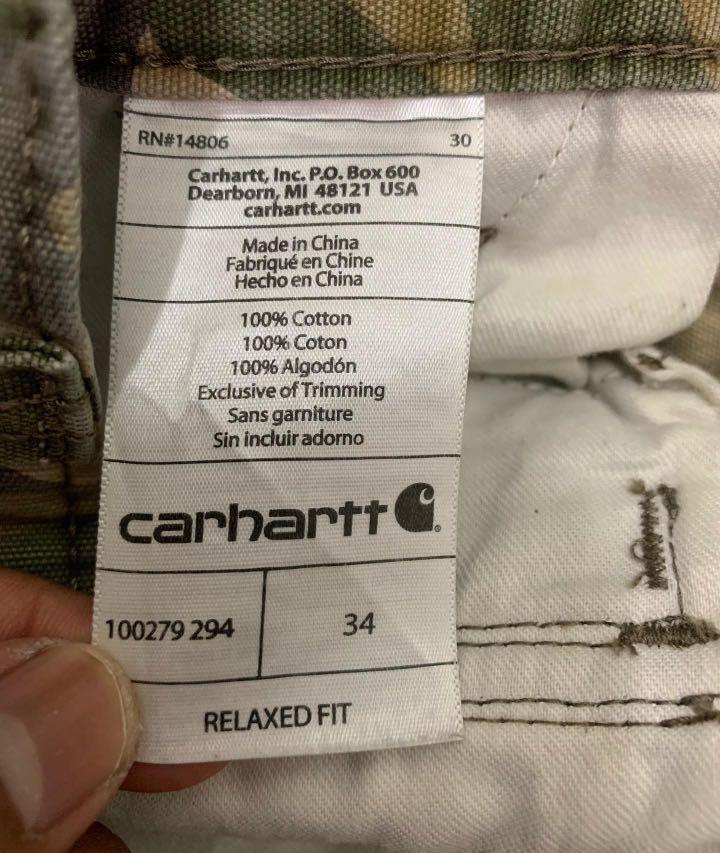 RN#14806 30
Carhartt, Inc. P.O. Box 600
Dearborn, MI 48121 USA
carhartt.com
Made in China
Fabriqué en Chine
Hecho en China
100% Cotton
100% Coton
100% Algodón
Exclusive of Trimming
Sans garniture
Sin incluir adorno
carhartt®
100279 294 34
RELAXED FIT